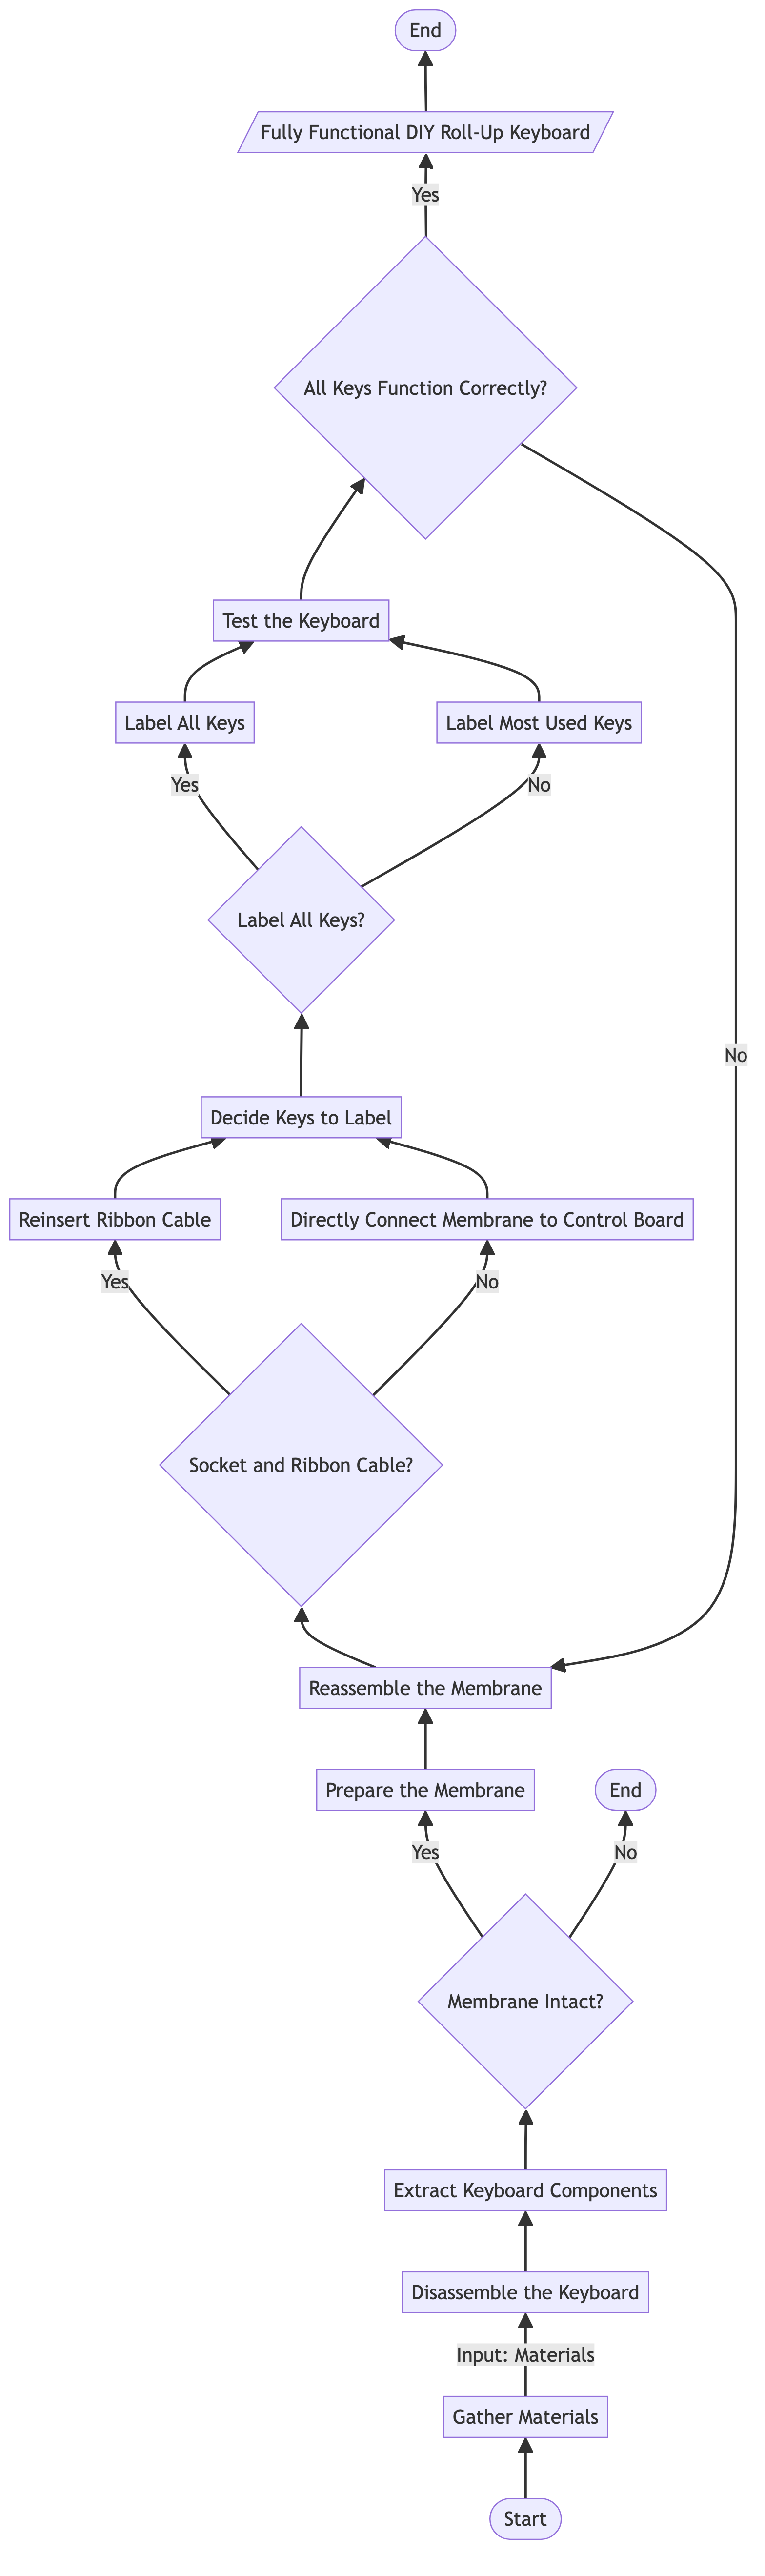 End
Fully Functional DIY Roll-Up Keyboard
Yes
All Keys Function Correctly?
Test the Keyboard
Label All Keys
Label Most Used Keys
Yes
No
Label All Keys?
No
Decide Keys to Label
Reinsert Ribbon Cable
Directly Connect Membrane to Control Board
Yes
No
Socket and Ribbon Cable?
Reassemble the Membrane
Prepare the Membrane
End
Yes
No
Membrane Intact?
Extract Keyboard Components
Disassemble the Keyboard
Input: Materials
Gather Materials
Start